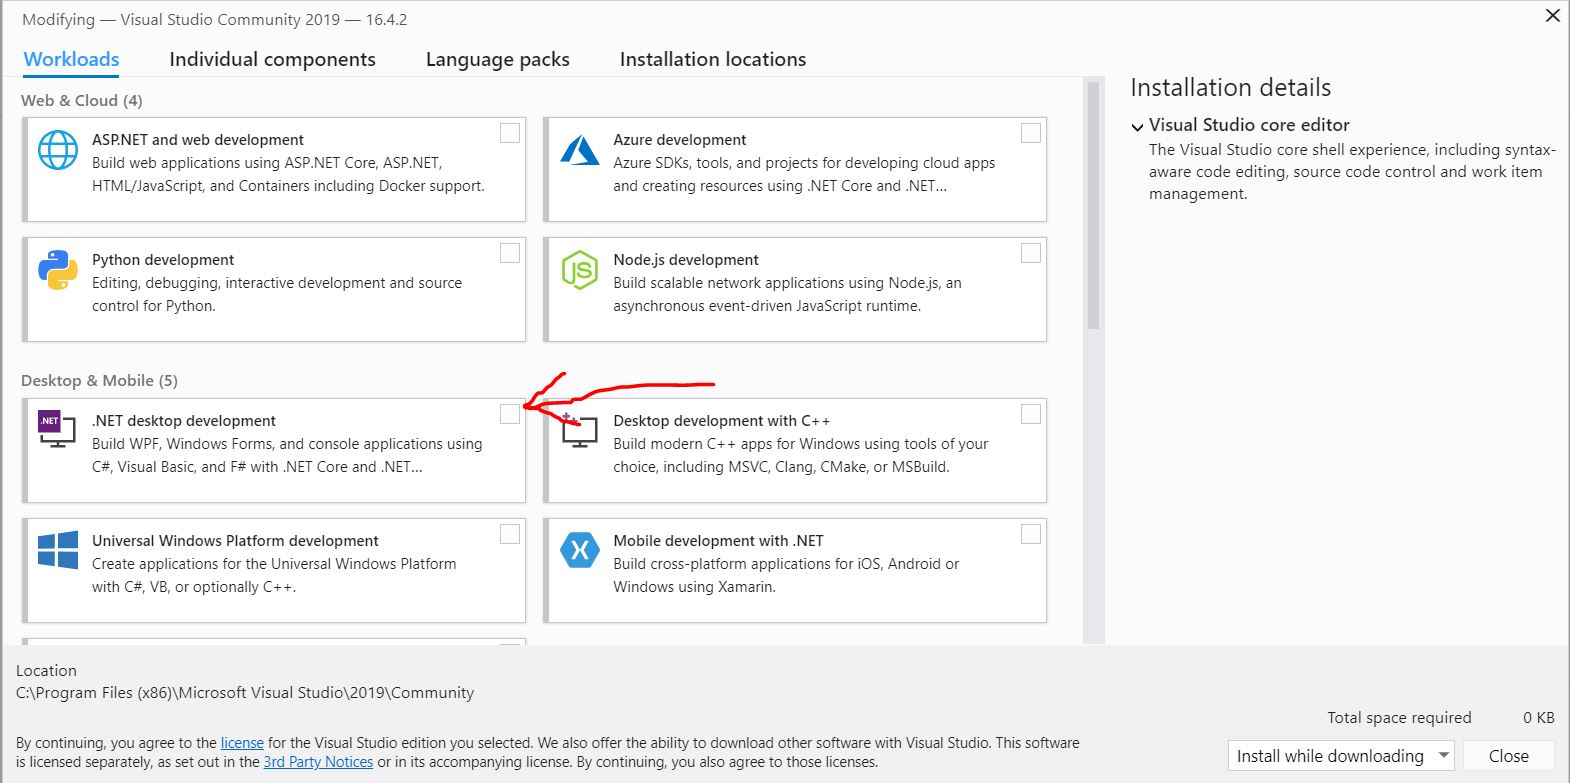 Modifying — Visual Studio Community 2019 — 16.4.2
Workloads
Individual components
Language packs
Installation locations
Web & Cloud (4)
ASP.NET and web development
Build web applications using ASP.NET Core, ASP.NET,
HTML/JavaScript, and Containers including Docker support.
Azure development
Azure SDKs, tools, and projects for developing cloud apps
and creating resources using .NET Core and .NET...
Python development
Editing, debugging, interactive development and source
control for Python.
Node.js development
Build scalable network applications using Node.js, an
asynchronous event-driven JavaScript runtime.
Desktop & Mobile (5)
.NET
.NET desktop development
Build WPF, Windows Forms, and console applications using
C#, Visual Basic, and F# with .NET Core and .NET...
Desktop development with C++
Build modern C++ apps for Windows using tools of your
choice, including MSVC, Clang, CMake, or MSBuild.
Universal Windows Platform development
Create applications for the Universal Windows Platform
with C#, VB, or optionally C++.
Mobile development with .NET
Build cross-platform applications for iOS, Android or
Windows using Xamarin.
Installation details
Visual Studio core editor
The Visual Studio core shell experience, including syntax-
aware code editing, source code control and work item
management.
Location
C:\Program Files (x86)\Microsoft Visual Studio\2019\Community
Total space required 0 KB
By continuing, you agree to the license for the Visual Studio edition you selected. We also offer the ability to download other software with Visual Studio. This software
is licensed separately, as set out in the 3rd Party Notices or in its accompanying license. By continuing, you also agree to those licenses.
Install while downloading
Close